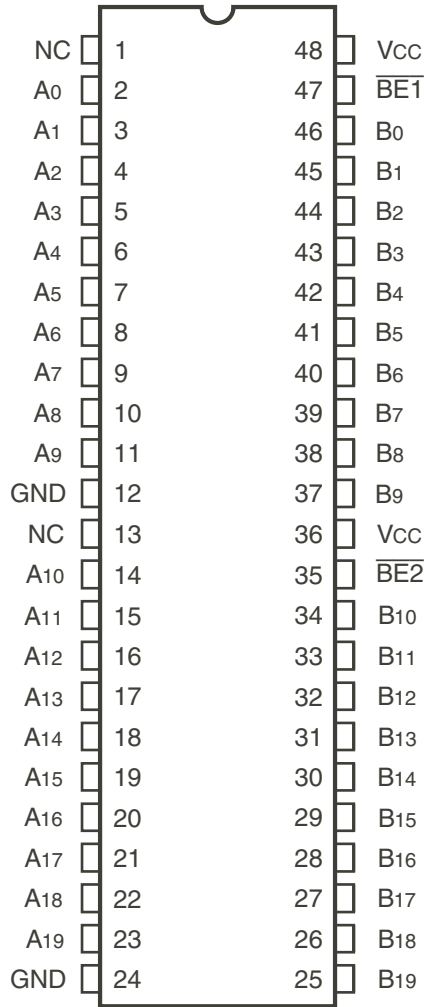 NC 1 48 VCC
A0 2 47 BE1
A1 3 46 B0
A2 4 45 B1
A3 5 44 B2
A4 6 43 B3
A5 7 42 B4
A6 8 41 B5
A7 9 40 B6
A8 10 39 B7
A9 11 38 B8
GND 12 37 B9
NC 13 36 VCC
A10 14 35 BE2
A11 15 34 B10
A12 16 33 B11
A13 17 32 B12
A14 18 31 B13
A15 19 30 B14
A16 20 29 B15
A17 21 28 B16
A18 22 27 B17
A19 23 26 B18
GND 24 25 B19